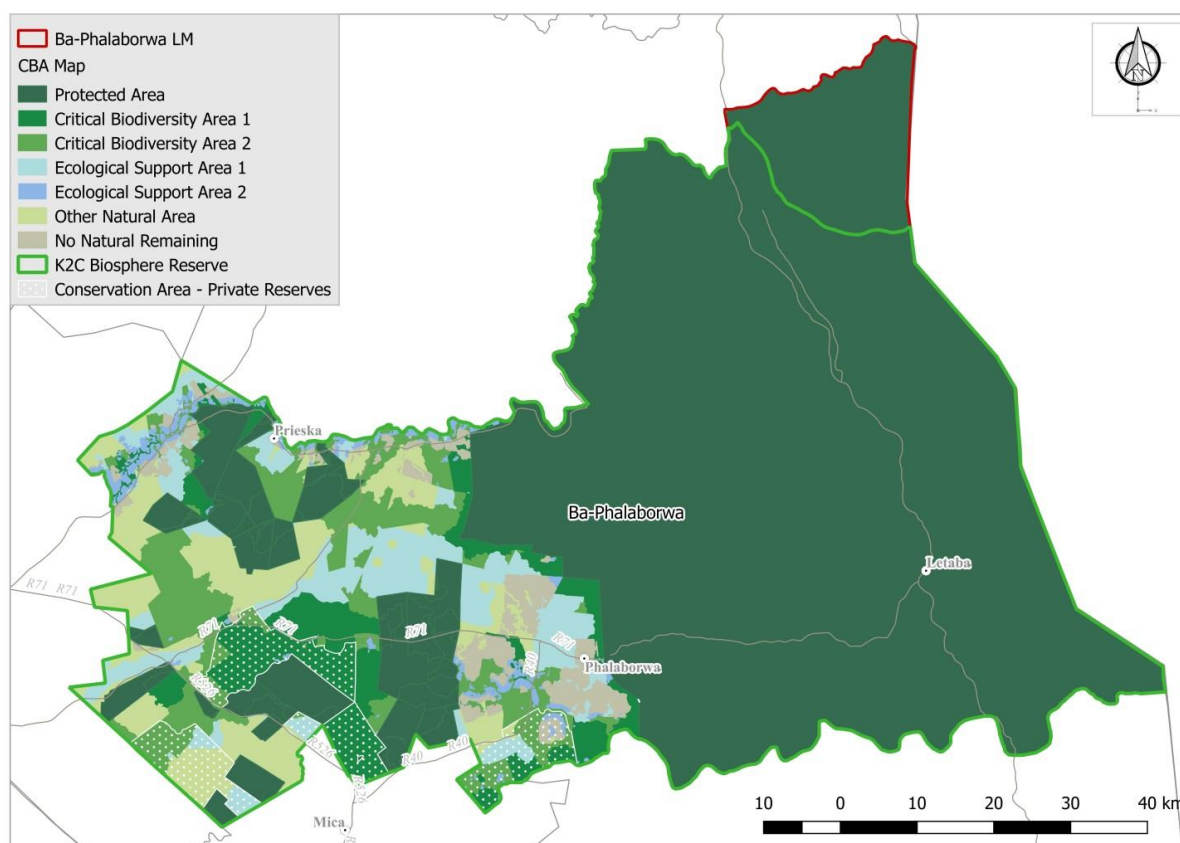 Ba-Phalaborwa LM
CBA Map
Protected Area
Critical Biodiversity Area 1
Critical Biodiversity Area 2
Ecological Support Area 1
Ecological Support Area 2
Other Natural Area
No Natural Remaining
K2C Biosphere Reserve
Conservation Area - Private Reserves
N
Prieska
Ba-Phalaborwa
Letaba
R71 R71
R71
R71
R71
R71
Phalaborwa
R40
R526
R526
R40
R40
R526
Mica
10 0 10 20 30 40 km